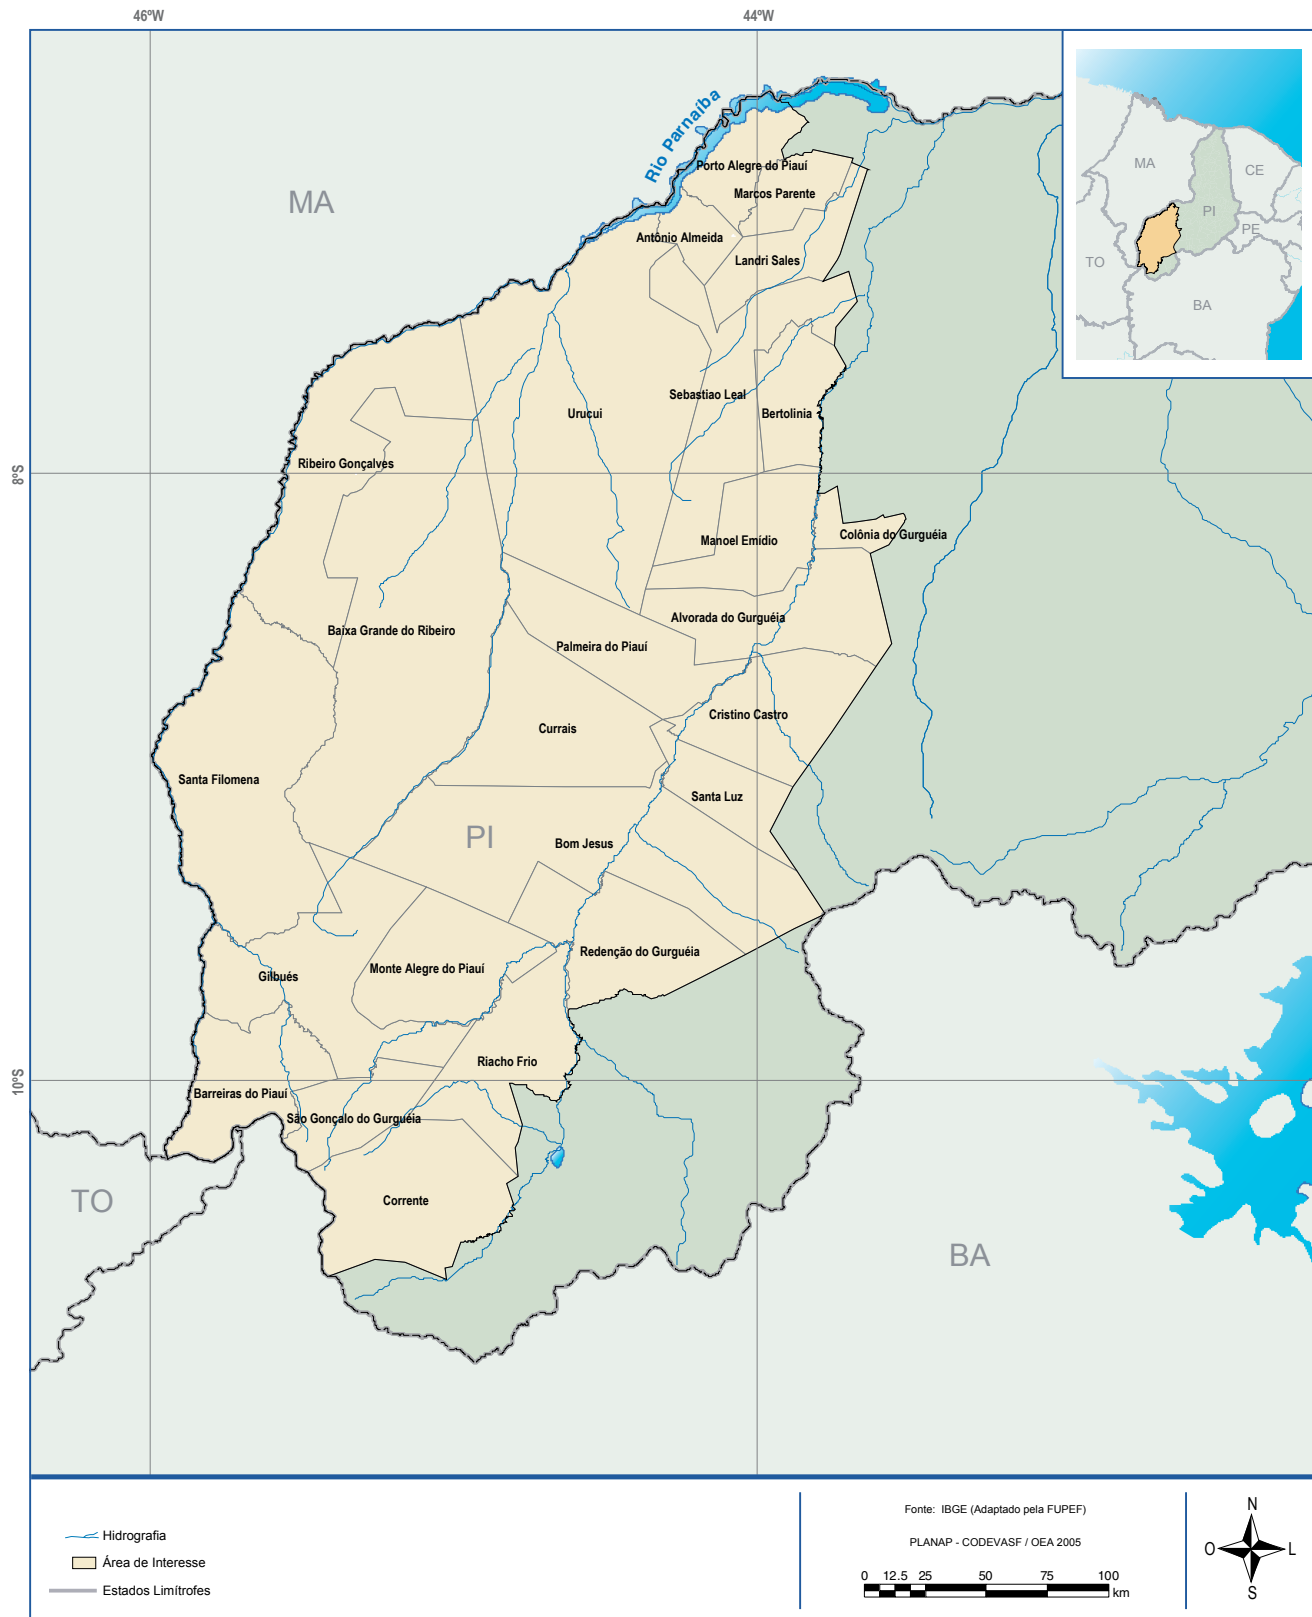 46ºW
44ºW
Rio Parnaíba
MA
CE
PI
PE
TO
BA
MA
Porto Alegre do Piauí
Marcos Parente
Antônio Almeida
Landri Sales
Sebastiao Leal
Urucui
Bertolinia
Ribeiro Gonçalves
8ºS
Colônia do Gurguéia
Manoel Emídio
Alvorada do Gurguéia
Baixa Grande do Ribeiro
Palmeira do Piauí
Cristino Castro
Currais
Santa Filomena
Santa Luz
PI
Bom Jesus
Redenção do Gurguéia
Monte Alegre do Piauí
Gilbués
Riacho Frio
10ºS
Barreiras do Piauí
São Gonçalo do Gurguéia
TO
Corrente
BA
Hidrografia
Área de Interesse
Estados Limítrofes
Fonte: IBGE (Adaptado pela FUPEF)
PLANAP - CODEVASF / OEA 2005
0 12.5 25 50 75 100
km
N
O L
S